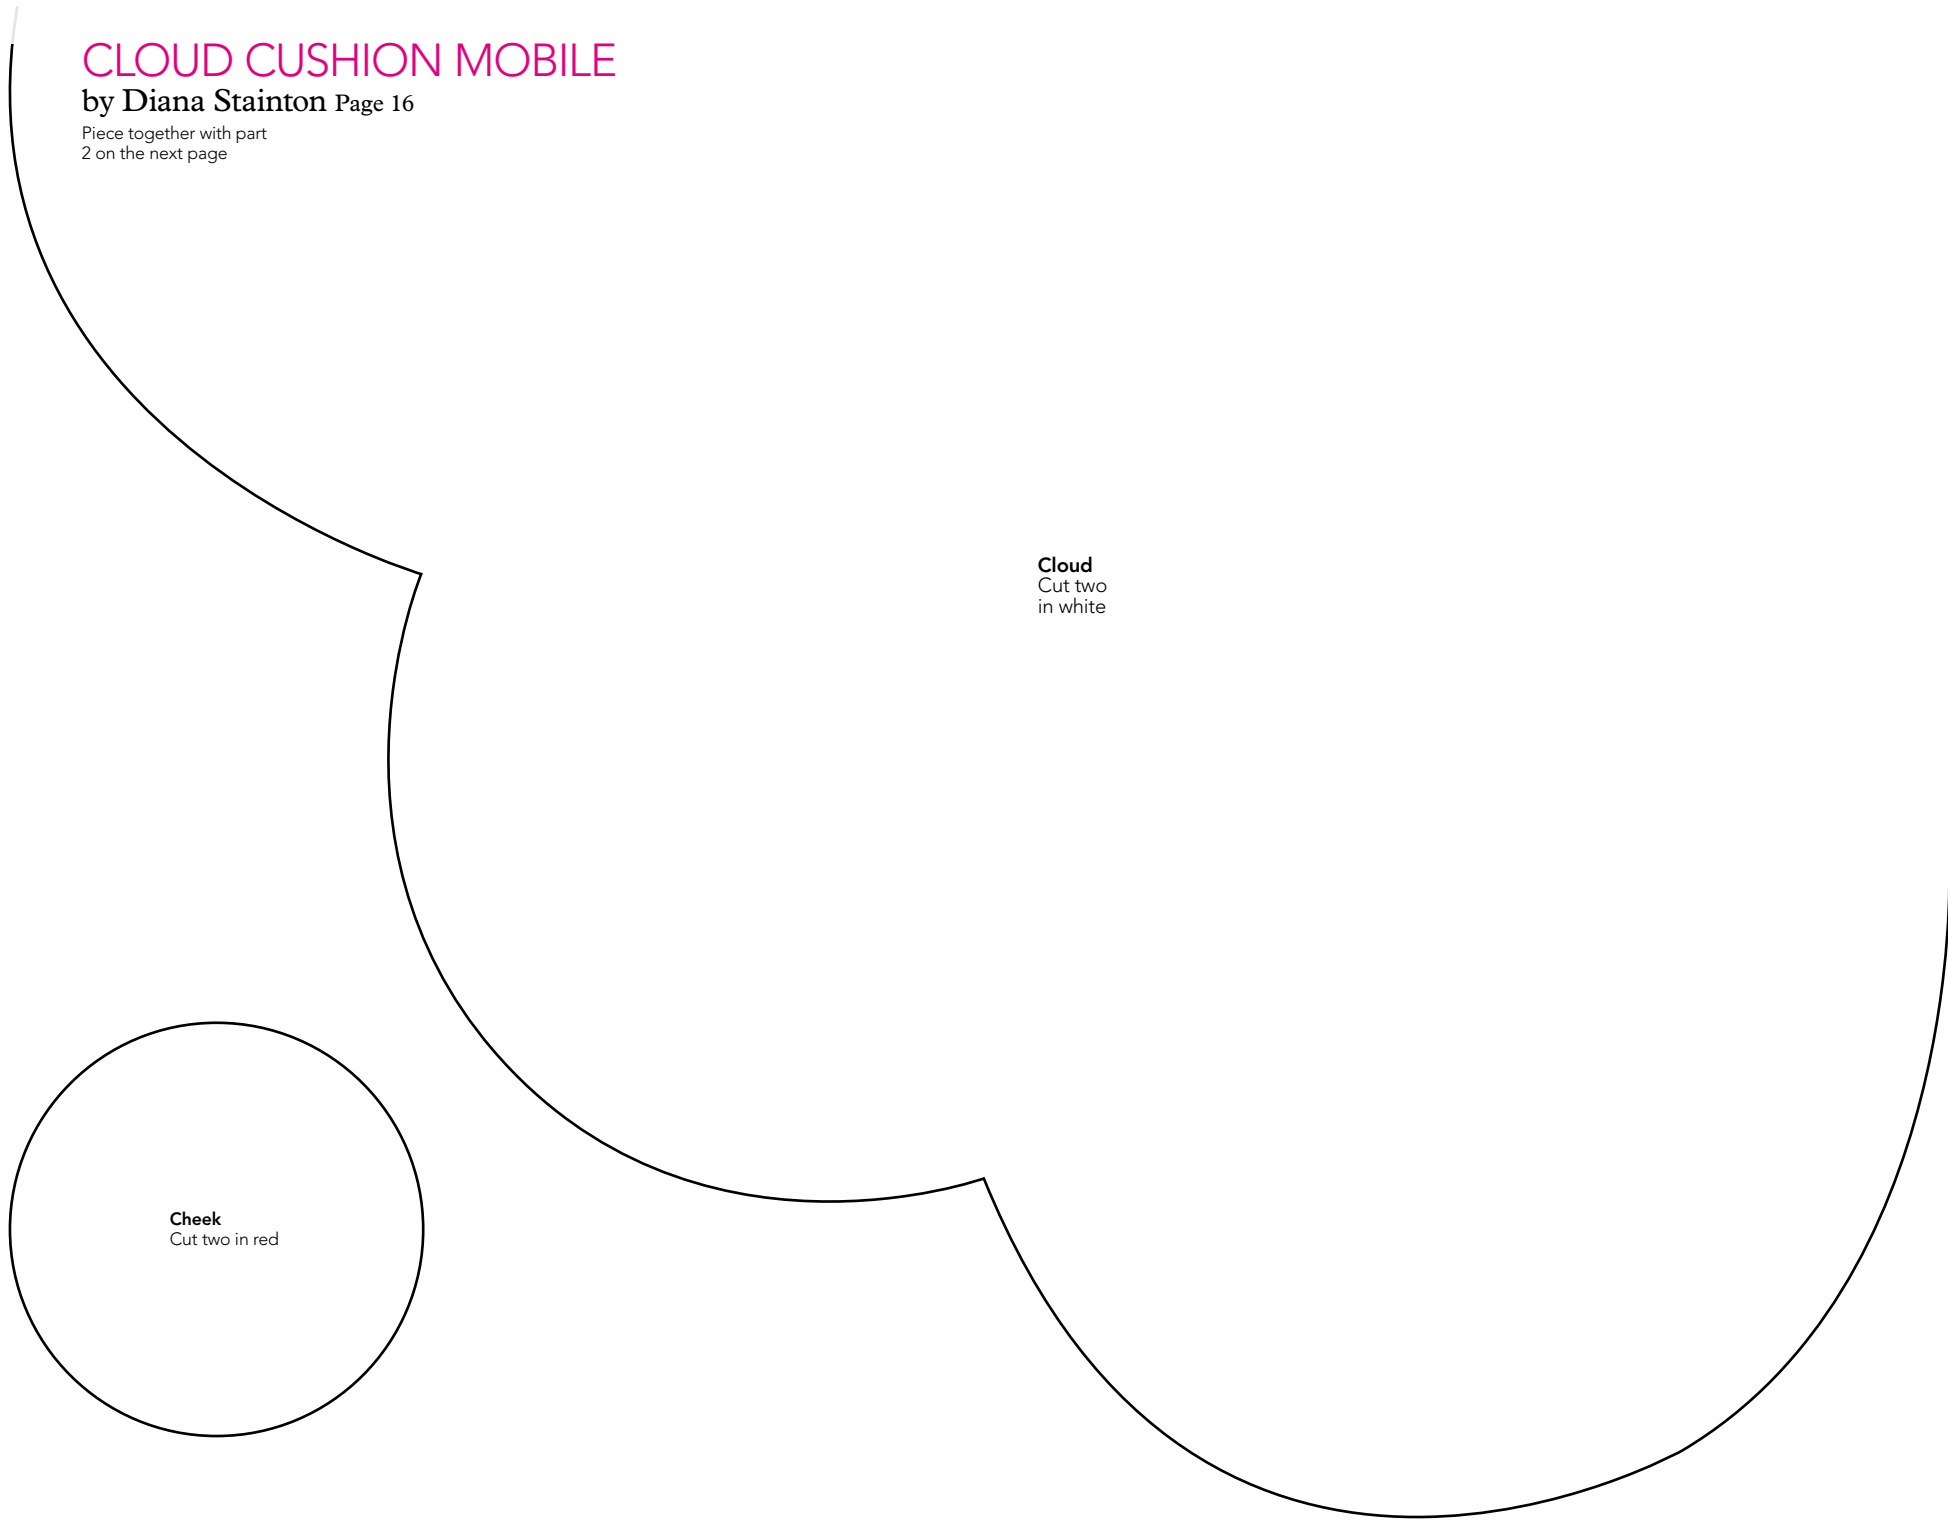 CLOUD CUSHION MOBILE
by Diana Stainton Page 16
Piece together with part
2 on the next page
Cloud
Cut two
in white
Cheek
Cut two in red